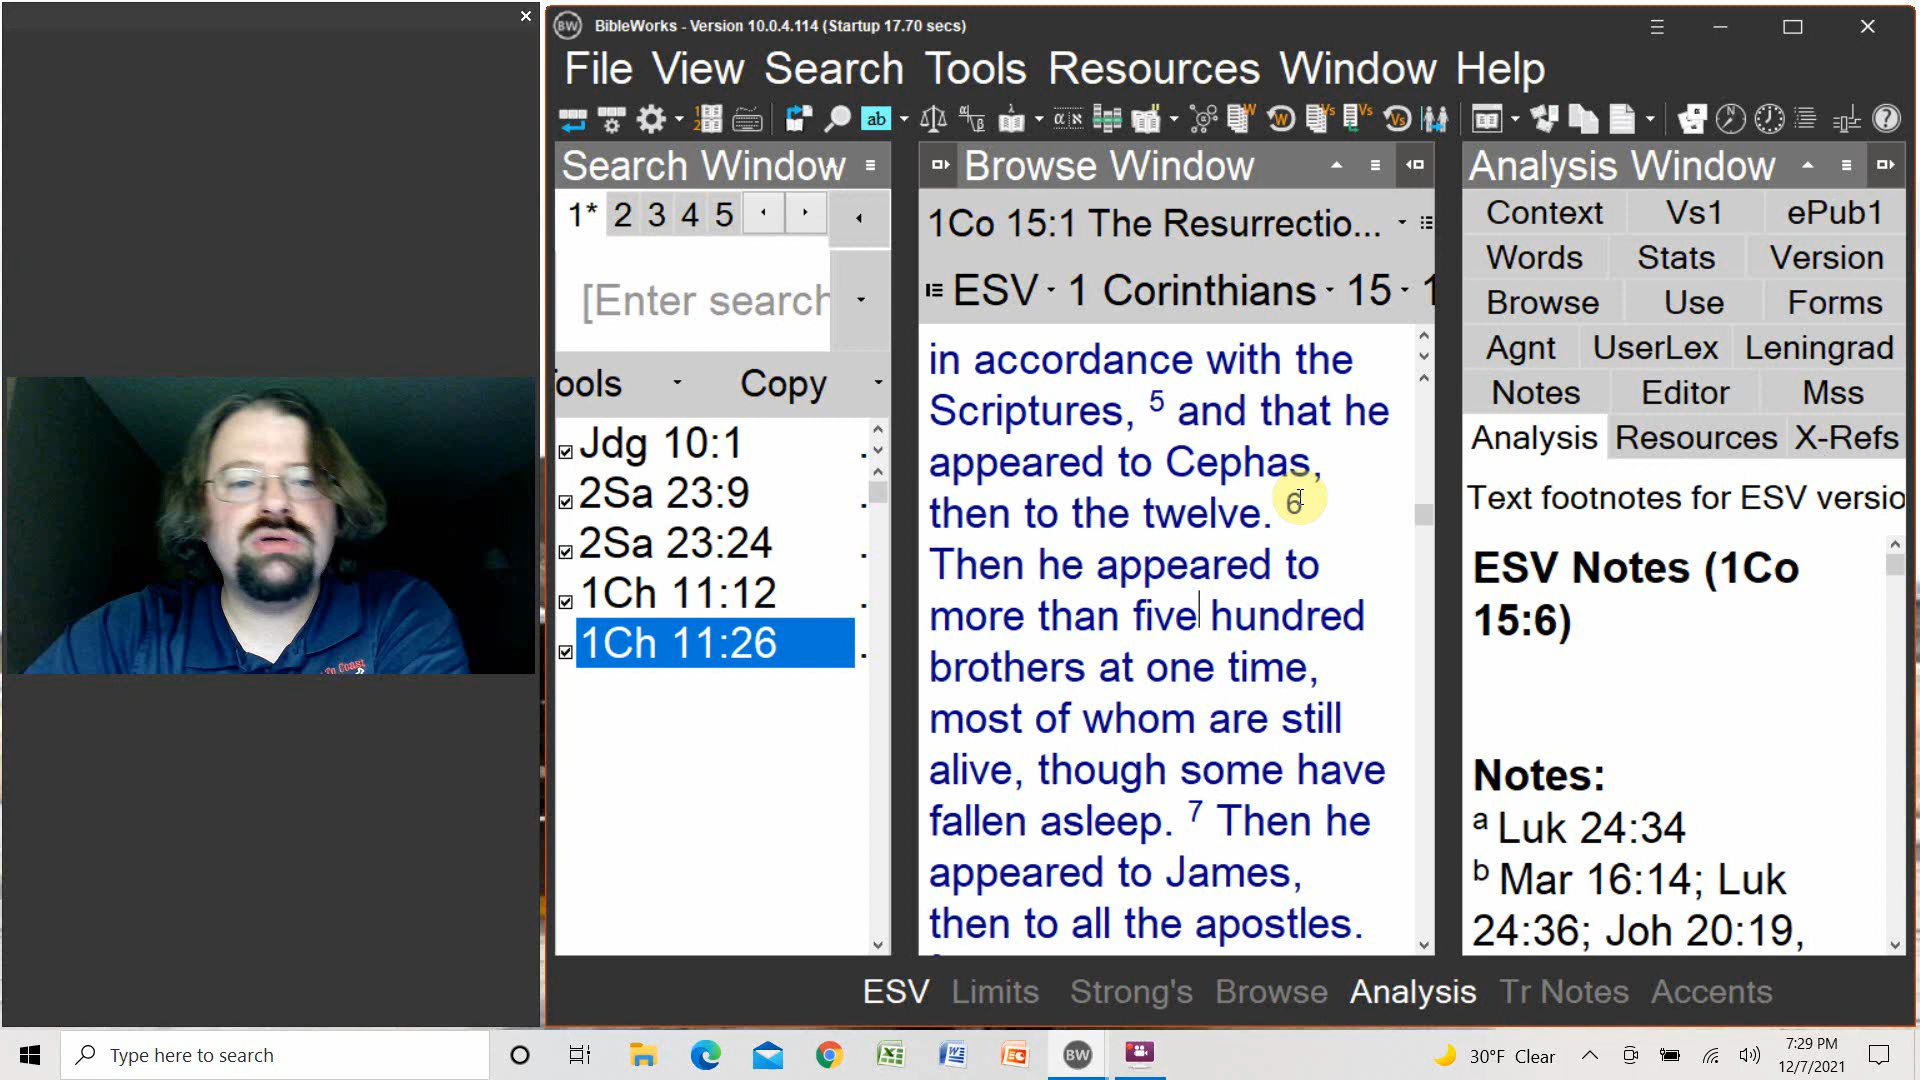 BibleWorks - Version 10.0.4.114 (Startup 17.70 secs)
File View Search Tools Resources Window Help
Search Window
1* 2 3 4 5
[Enter search
ools Copy
Jdg 10:1
2Sa 23:9
2Sa 23:24
1Ch 11:12
1Ch 11:26
Browse Window
1Co 15:1 The Resurrectio...
ESV 1 Corinthians 15 1
in accordance with the
Scriptures, 5 and that he
appeared to Cephas,
then to the twelve. 6
Then he appeared to
more than five hundred
brothers at one time,
most of whom are still
alive, though some have
fallen asleep. 7 Then he
appeared to James,
then to all the apostles.
Analysis Window
Context Vs1 ePub1
Words Stats Version
Browse Use Forms
Agnt UserLex Leningrad
Notes Editor Mss
Analysis Resources X-Refs
Text footnotes for ESV versio
ESV Notes (1Co
15:6)
Notes:
a Luk 24:34
b Mar 16:14; Luk
24:36; Joh 20:19,
ESV Limits Strong's Browse Analysis Tr Notes Accents
Type here to search
BW
30°F Clear
7:29 PM
12/7/2021